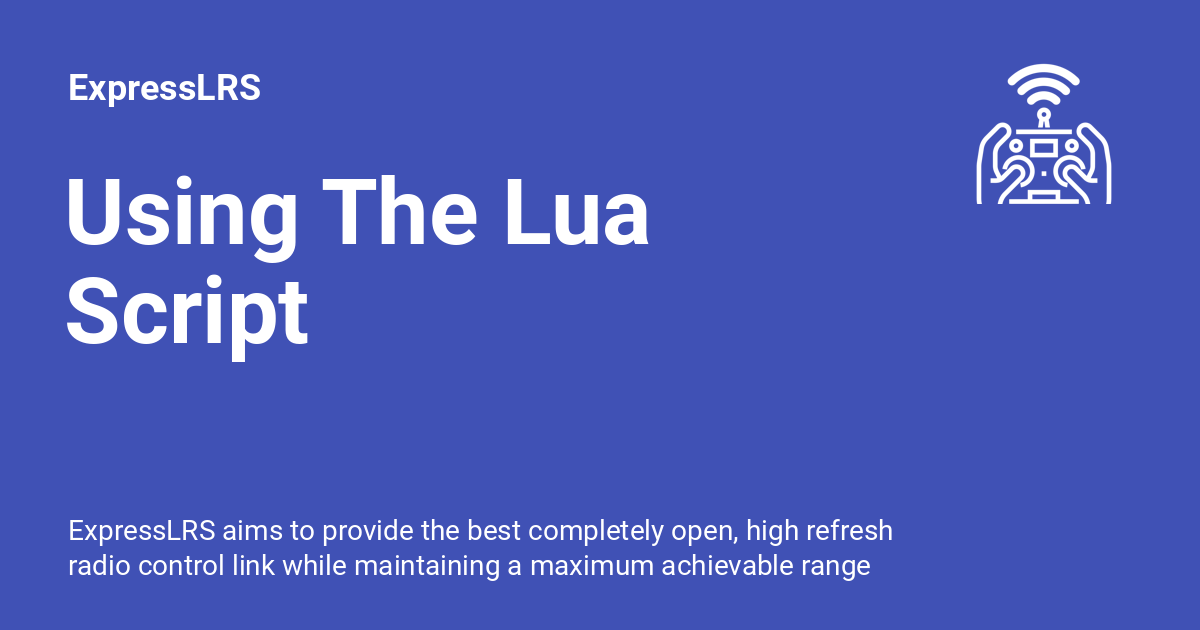 ExpressLRS
Using The Lua
Script
ExpressLRS aims to provide the best completely open, high refresh
radio control link while maintaining a maximum achievable range